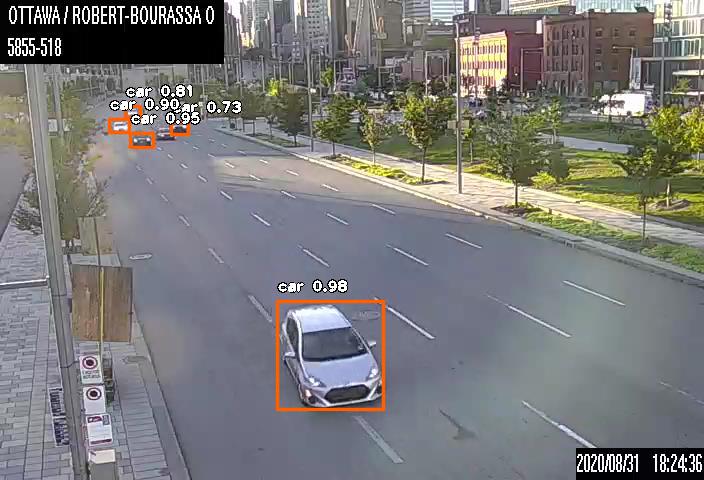 OTTAWA / ROBERT-BOURASSA O
5855-518
car 0.81
car 0.90
car 0.73
car 0.95
car 0.98
2020/08/31 18:24:36